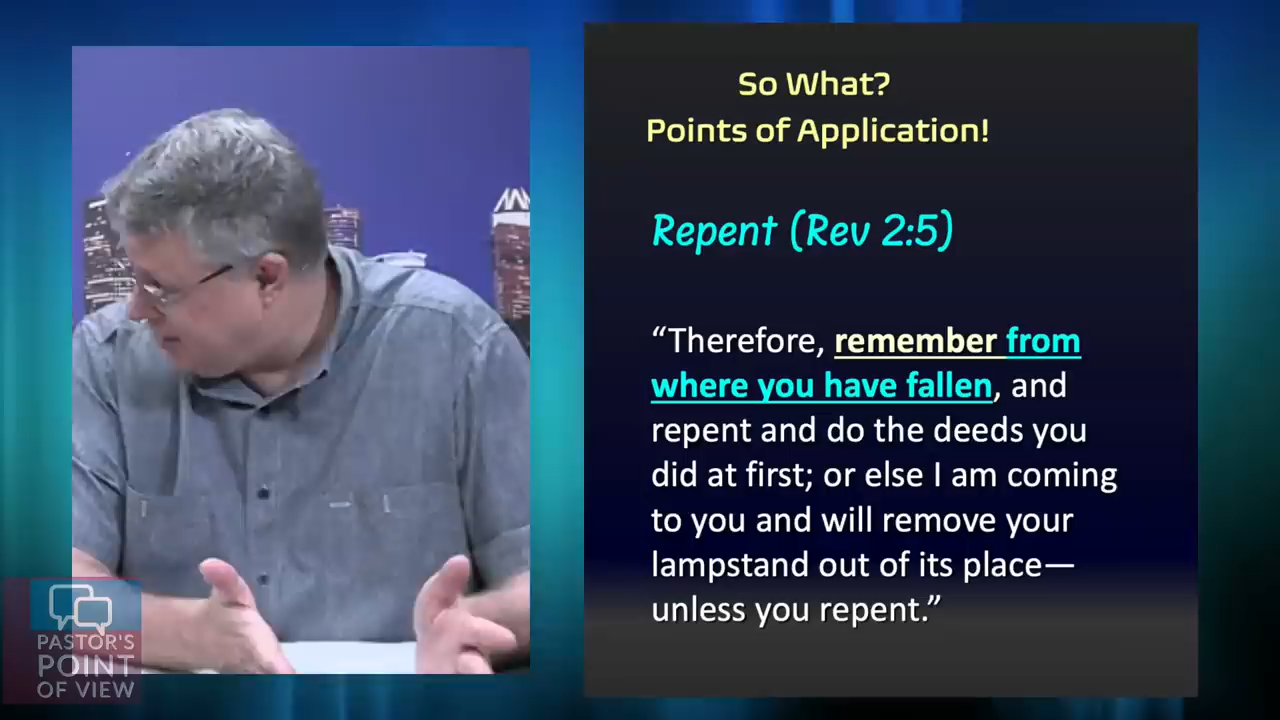 So What?
Points of Application!
Repent (Rev 2:5)
“Therefore, remember from
where you have fallen, and
repent and do the deeds you
did at first; or else I am coming
to you and will remove your
lampstand out of its place—
unless you repent.”
PASTOR'S
POINT
OF VIEW